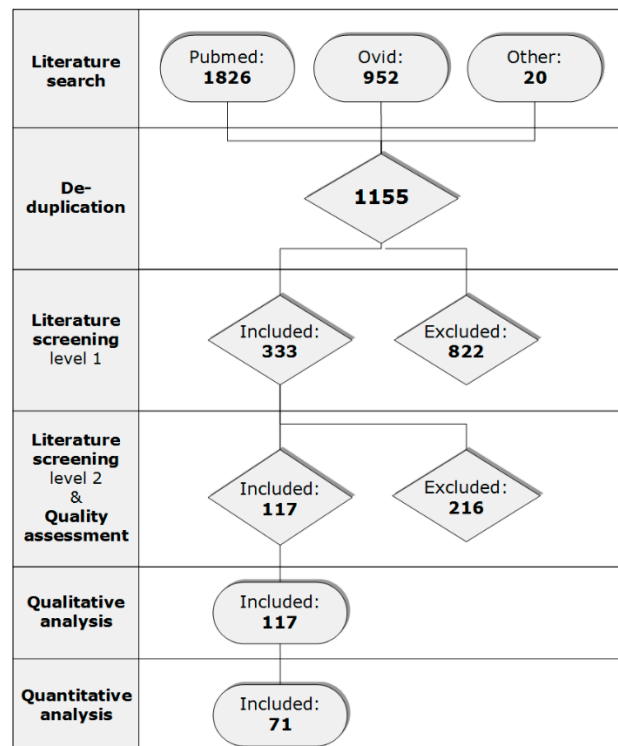 Literature
search
Pubmed:
1826
Ovid:
952
Other:
20
De-
duplication
1155
Literature
screening
level 1
Included:
333
Excluded:
822
Literature
screening
level 2
&
Quality
assessment
Included:
117
Excluded:
216
Qualitative
analysis
Included:
117
Quantitative
analysis
Included:
71